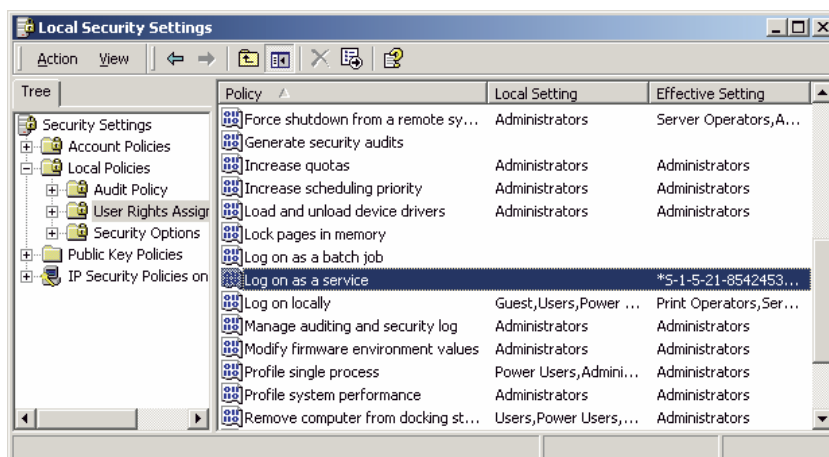 Local Security Settings
Action View
Tree
Policy Local Setting Effective Setting
Security Settings
Account Policies
Local Policies
Audit Policy
User Rights Assigr
Security Options
Public Key Policies
IP Security Policies on
Force shutdown from a remote sy... Administrators Server Operators,A...
Generate security audits
Increase quotas Administrators Administrators
Increase scheduling priority Administrators Administrators
Load and unload device drivers Administrators Administrators
Lock pages in memory
Log on as a batch job
Log on as a service *S-1-5-21-8542453...
Log on locally Guest,Users,Power ... Print Operators,Ser...
Manage auditing and security log Administrators Administrators
Modify firmware environment values Administrators Administrators
Profile single process Power Users,Admini... Administrators
Profile system performance Administrators Administrators
Remove computer from docking st... Users,Power Users,... Administrators